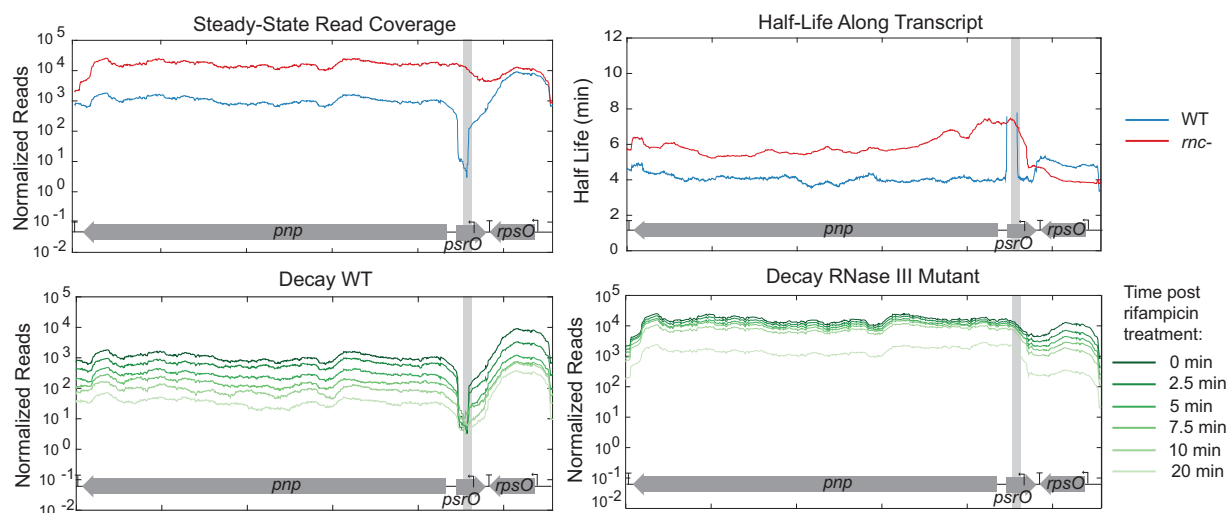 Steady-State Read Coverage
Normalized Reads
10^5
10^4
10^3
10^2
10^1
10^0
10^-1
10^-2
pnp
psrO
rpsO
Half-Life Along Transcript
Half Life (min)
12
10
8
6
4
2
0
pnp
psrO
rpsO
WT
rnc-
Decay WT
Normalized Reads
10^5
10^4
10^3
10^2
10^1
10^0
10^-1
10^-2
pnp
psrO
rpsO
Decay RNase III Mutant
Normalized Reads
10^5
10^4
10^3
10^2
10^1
10^0
10^-1
10^-2
pnp
psrO
rpsO
Time post
rifampicin
treatment:
0 min
2.5 min
5 min
7.5 min
10 min
20 min